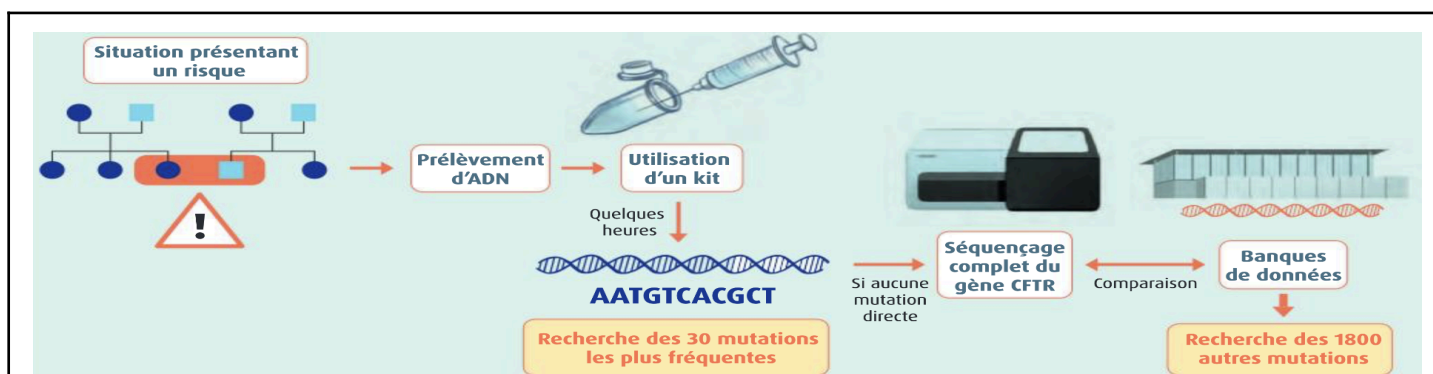 Situation présentant
un risque
!
Prélèvement
d'ADN
Utilisation
d'un kit
Quelques
heures
AATGTCACGCT
Recherche des 30 mutations
les plus fréquentes
Si aucune
mutation
directe
Séquençage
complet du
gène CFTR
Comparaison
Banques
de données
Recherche des 1800
autres mutations